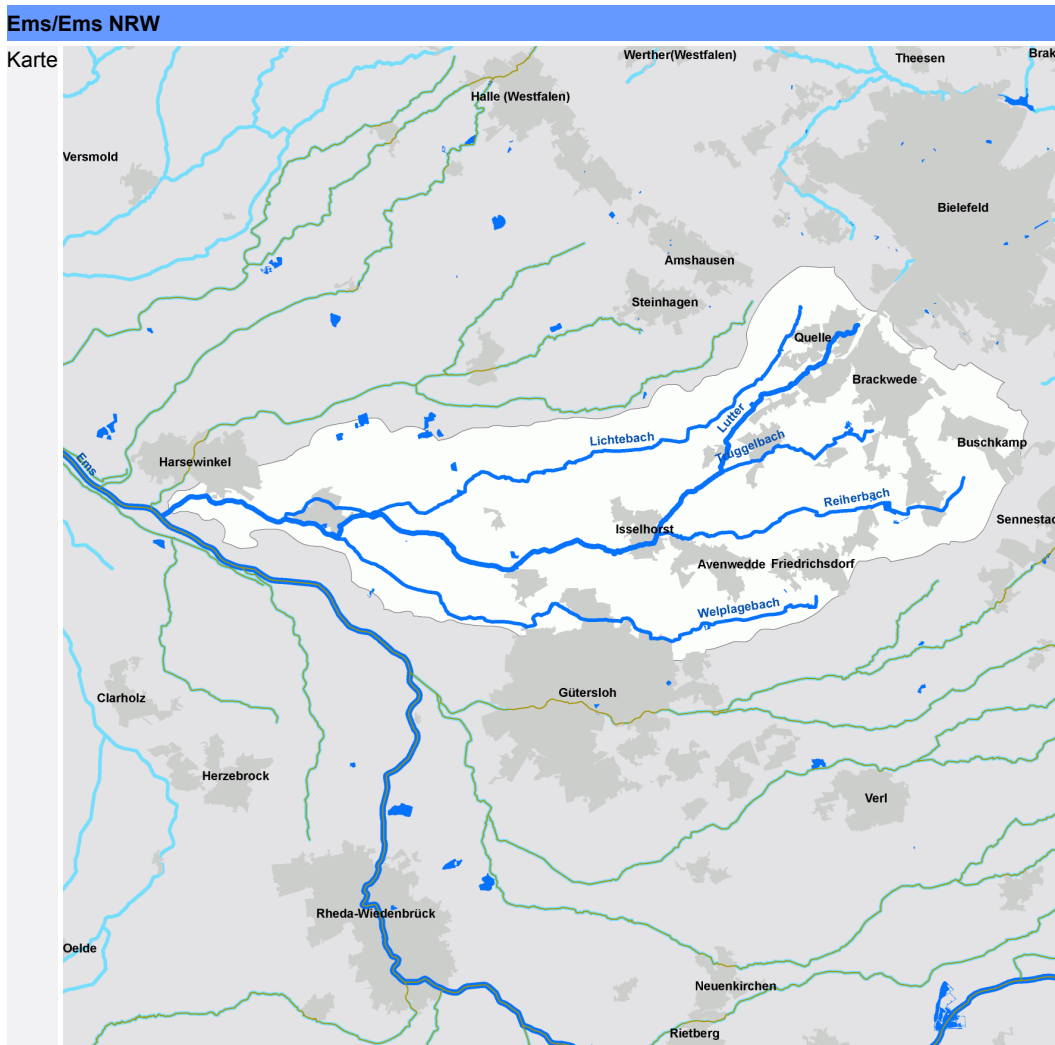 Ems/Ems NRW
Karte
Werther(Westfalen)
Theesen
Brak
Halle (Westfalen)
Versmold
Bielefeld
Amshausen
Steinhagen
Quelle
Brackwede
Lutter
Lichtebach
Truggelbach
Buschkamp
Ems
Harsewinkel
Reiherbach
Isselhorst
Sennestad
Avenwedde
Friedrichsdorf
Welplagebach
Clarholz
Gütersloh
Herzebrock
Verl
Rheda-Wiedenbrück
Oelde
Neuenkirchen
Rietberg